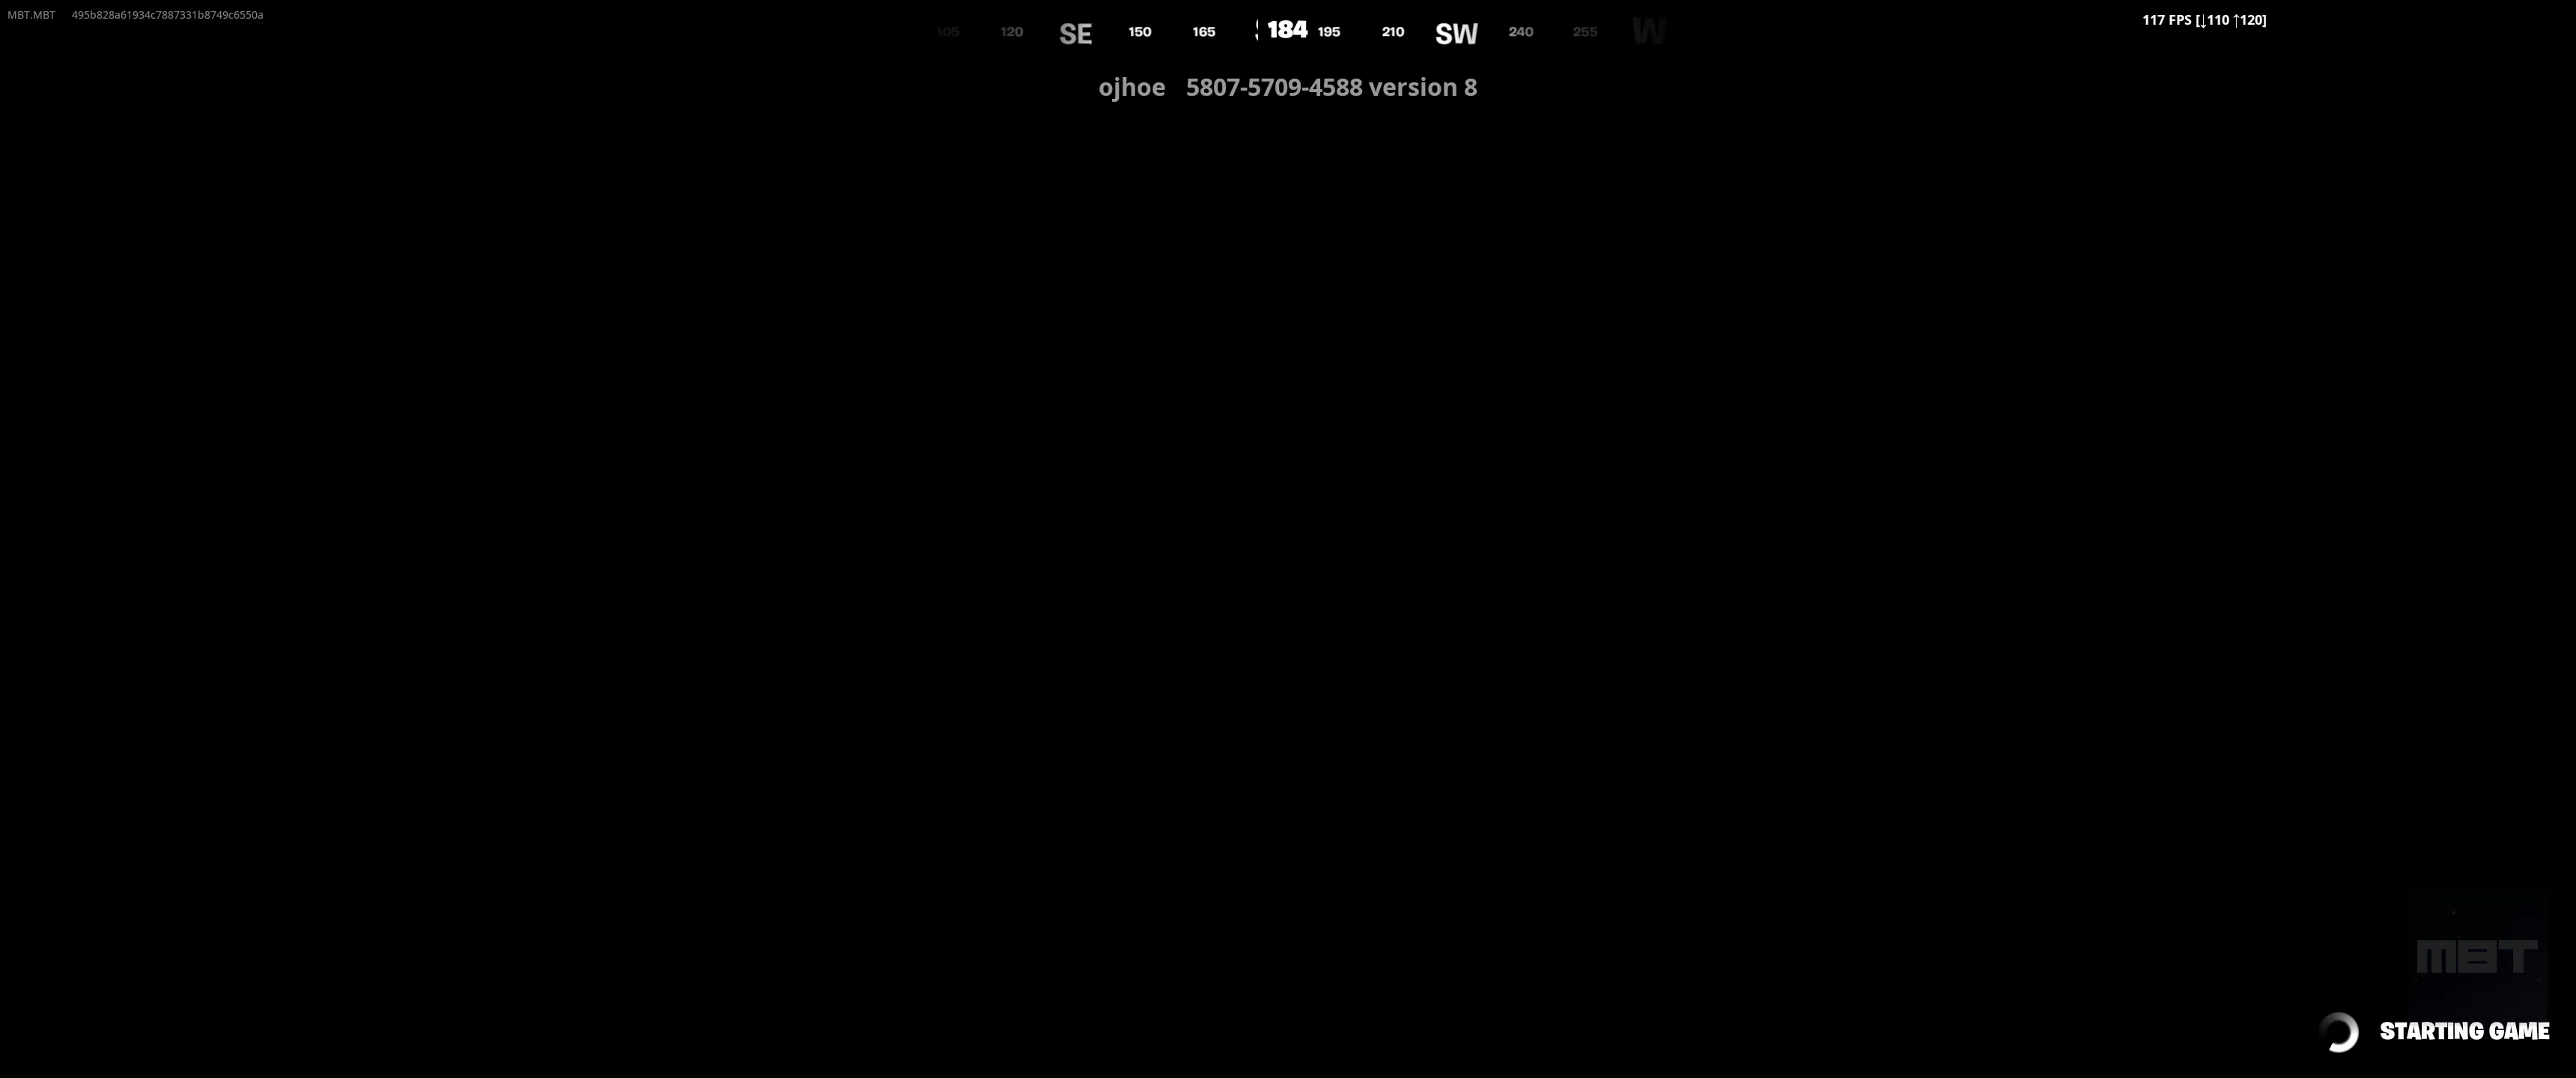 MBT.MBT 495b828a61934c7887331b8749c6550a
105 120 SE 150 165 184 195 210 SW 240 255 W
117 FPS [↓110 ↑120]
ojhoe 5807-5709-4588 version 8
MBT
STARTING GAME